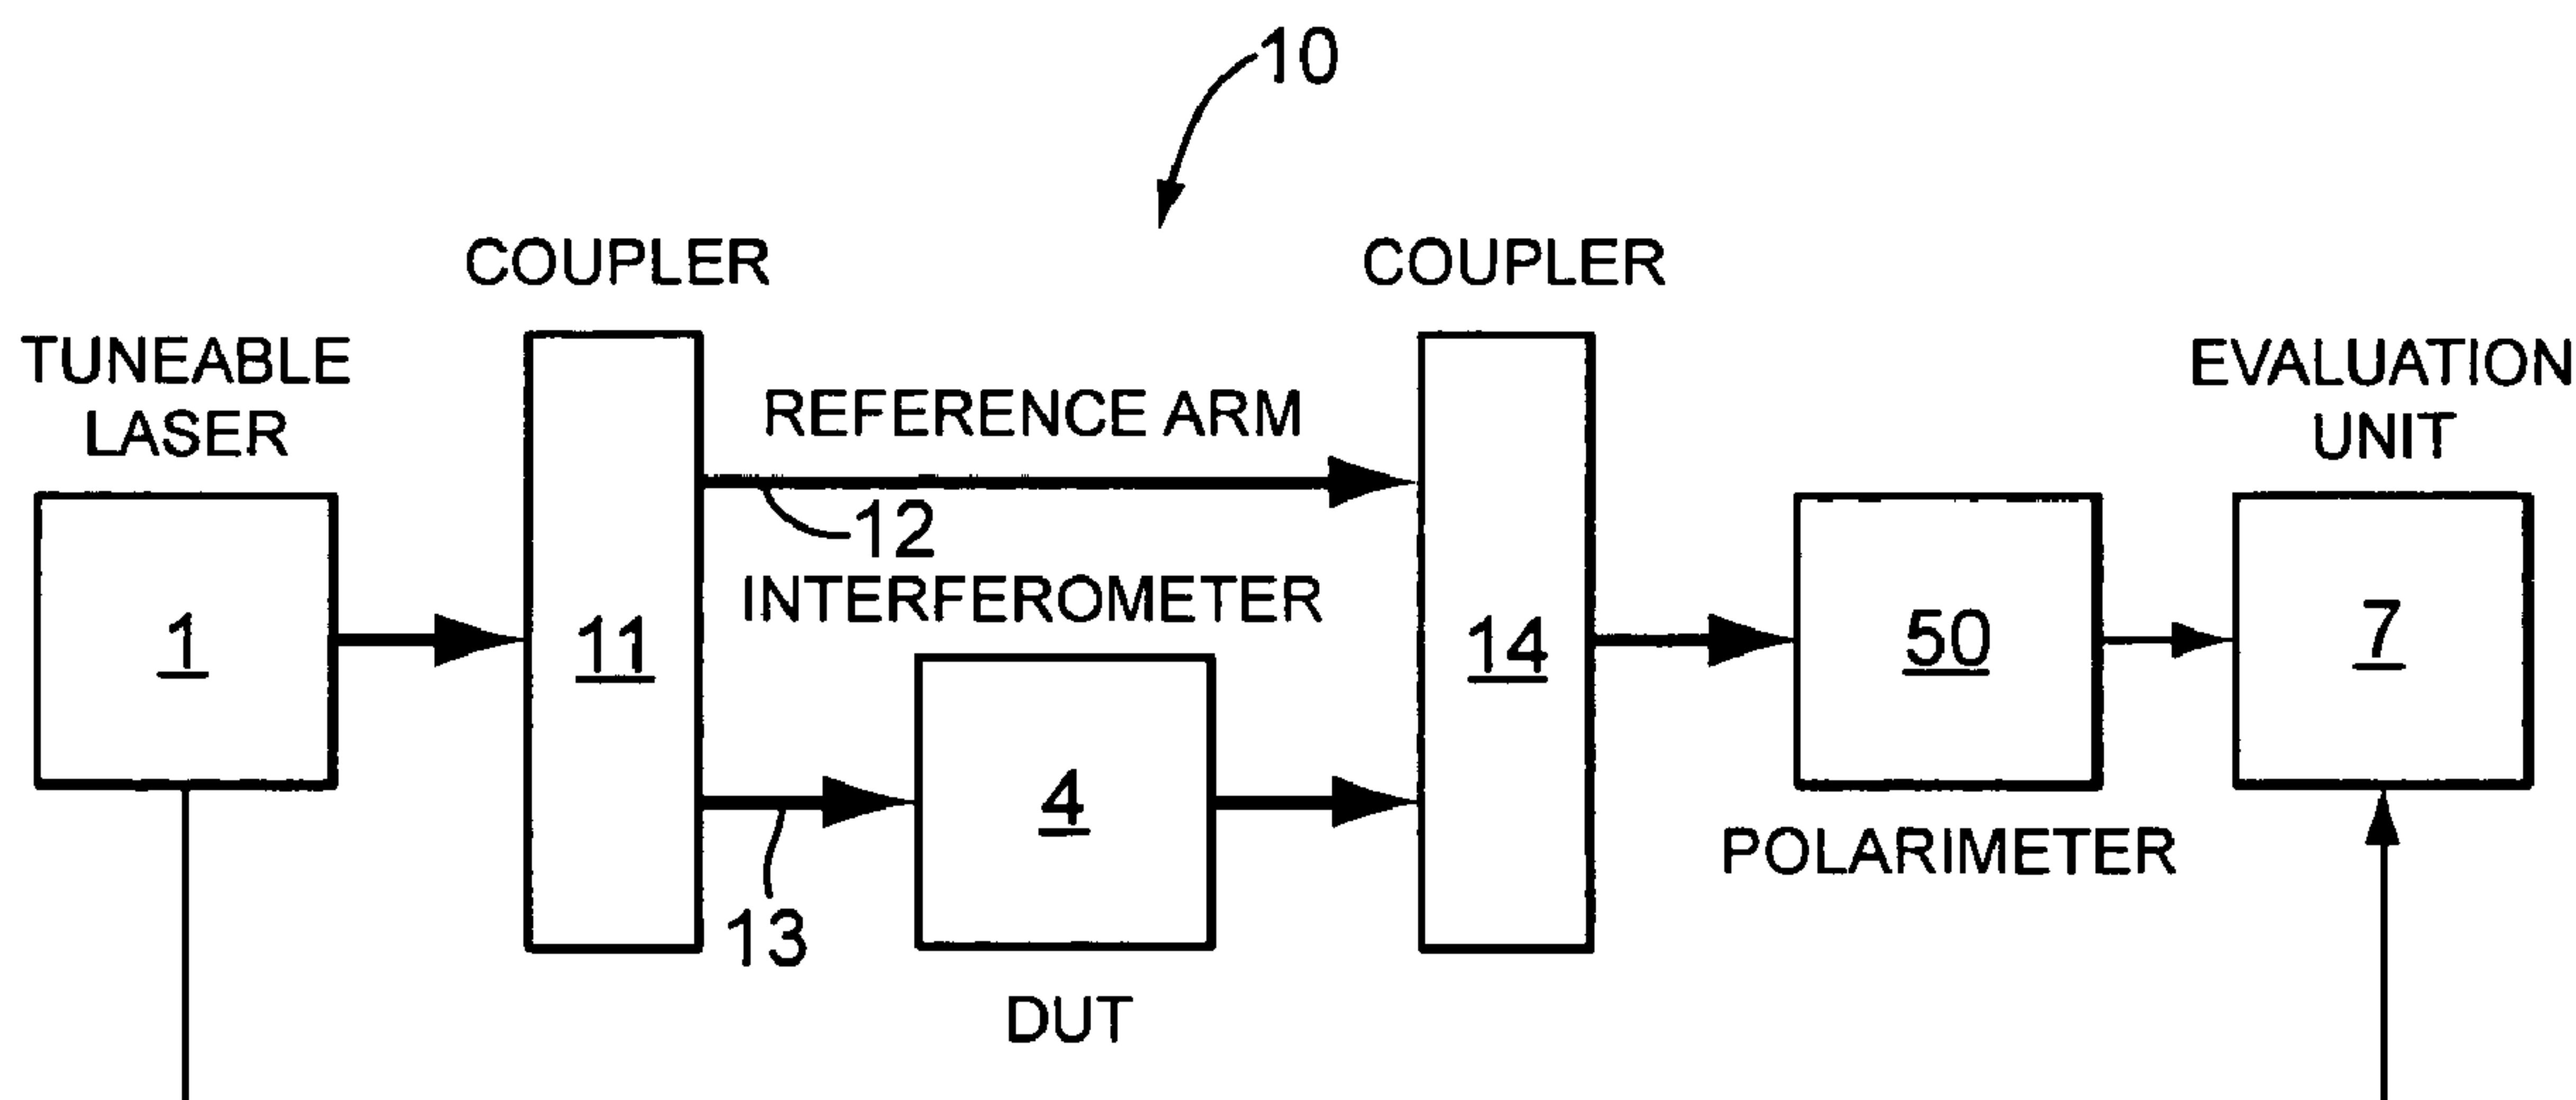 10
COUPLER
COUPLER
TUNEABLE
LASER
REFERENCE ARM
EVALUATION
UNIT
12
INTERFEROMETER
1
11
14
50
7
4
13
POLARIMETER
DUT